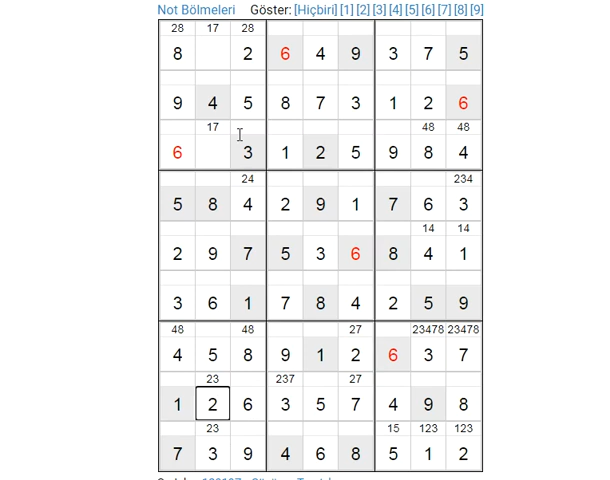 Not Bölmeleri Göster: [Hiçbiri] [1] [2] [3] [4] [5] [6] [7] [8] [9]
28 17 28
8 2 6 4 9 3 7 5
9 4 5 8 7 3 1 2 6
17 48 48
6 3 1 2 5 9 8 4
24 234
5 8 4 2 9 1 7 6 3
14 14
2 9 7 5 3 6 8 4 1
3 6 1 7 8 4 2 5 9
48 48 27 23478 23478
4 5 8 9 1 2 6 3 7
23 237 27
1 2 6 3 5 7 4 9 8
23 15 123 123
7 3 9 4 6 8 5 1 2